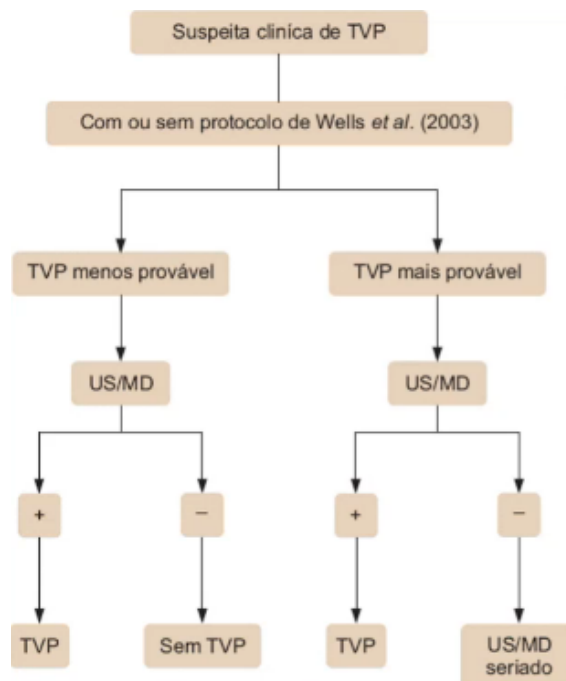 Suspeita clínica de TVP
Com ou sem protocolo de Wells et al. (2003)
TVP menos provável
TVP mais provável
US/MD
US/MD
+
–
+
–
TVP
Sem TVP
TVP
US/MD
seriado